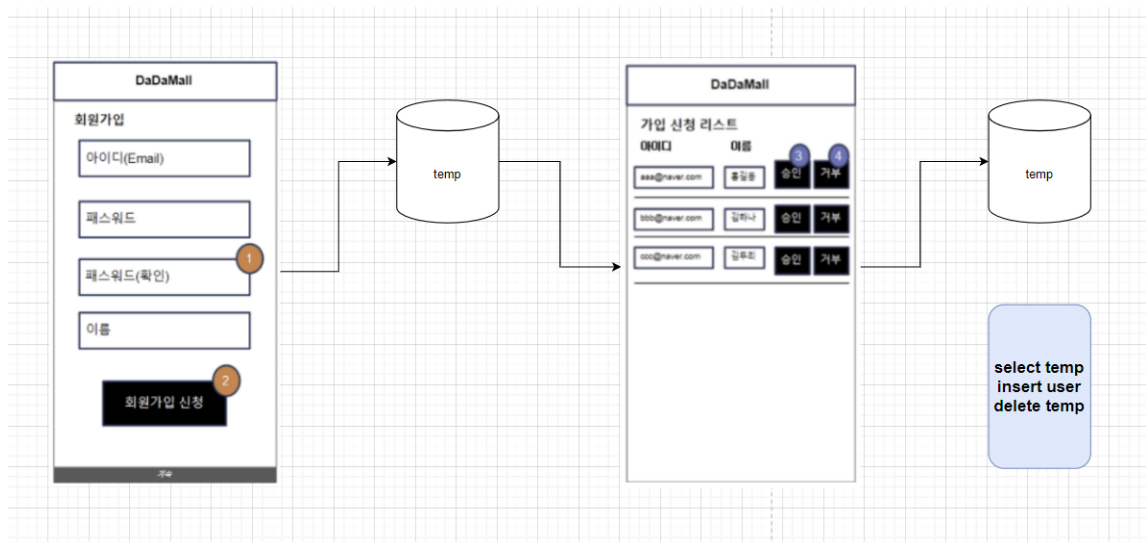 DaDaMall
회원가입
아이디(Email)
패스워드
1
패스워드(확인)
이름
2
회원가입 신청
temp
DaDaMall
가입 신청 리스트
아이디 이름
3 4
aaa@naver.com 홍길동 승인 거부
bbb@naver.com 김하나 승인 거부
ccc@naver.com 김두리 승인 거부
temp
select temp
insert user
delete temp